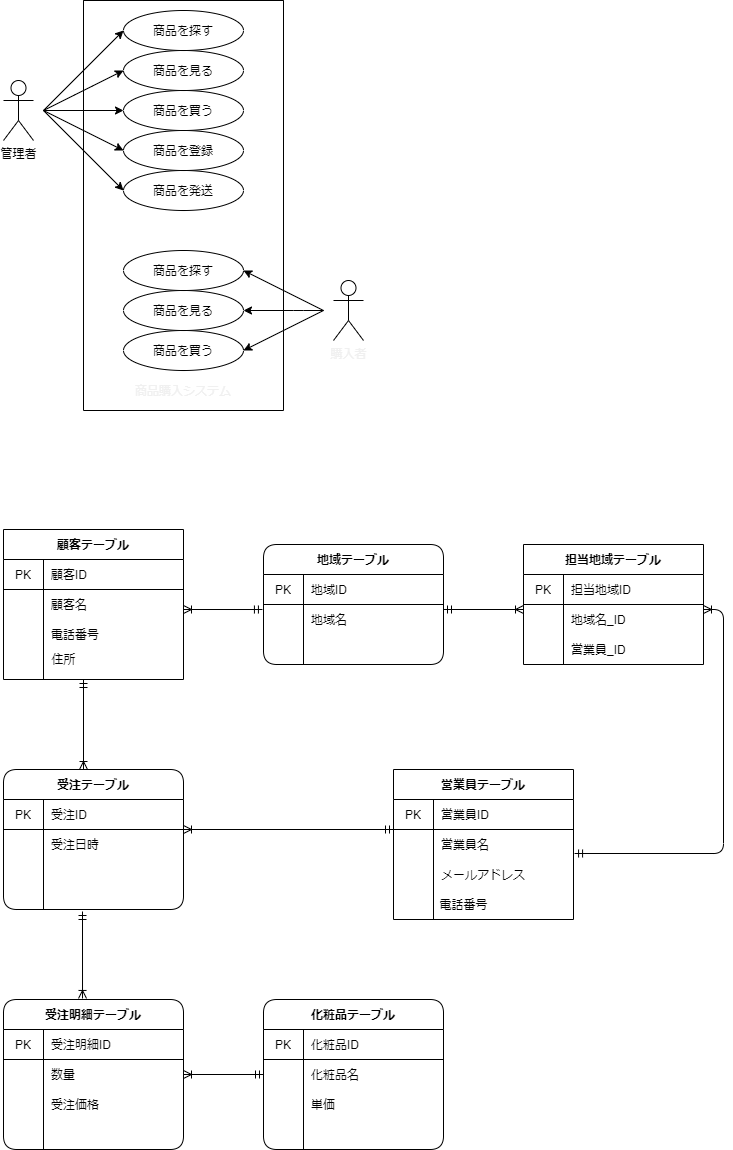 商品を探す
商品を見る
商品を買う
商品を登録
商品を発送
管理者
商品を探す
商品を見る
商品を買う
購入者
商品購入システム
顧客テーブル
PK 顧客ID
顧客名
電話番号
住所
地域テーブル
PK 地域ID
地域名
担当地域テーブル
PK 担当地域ID
地域名_ID
営業員_ID
受注テーブル
PK 受注ID
受注日時
営業員テーブル
PK 営業員ID
営業員名
メールアドレス
電話番号
受注明細テーブル
PK 受注明細ID
数量
受注価格
化粧品テーブル
PK 化粧品ID
化粧品名
単価